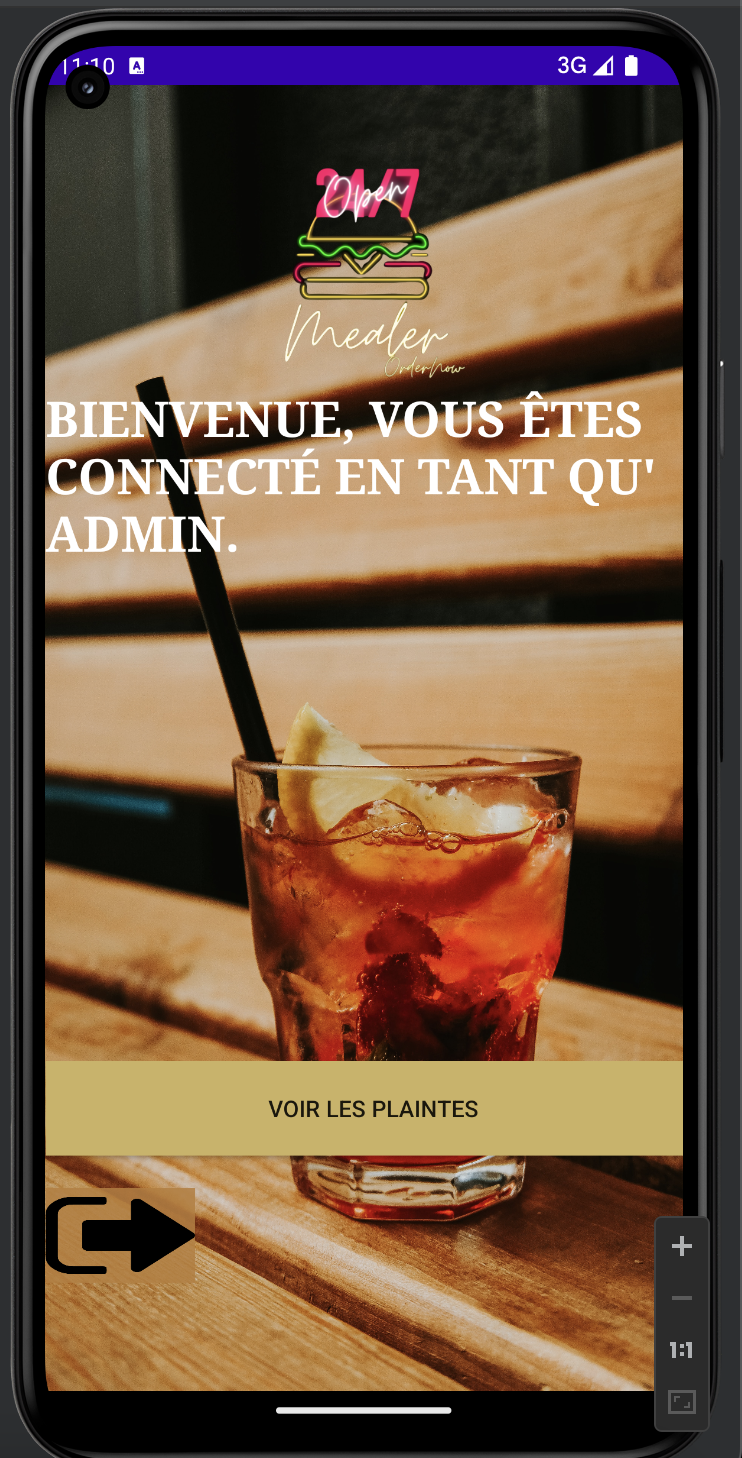 11:10
A
3G
24/7
Open
Mealer
OrderNow
BIENVENUE, VOUS ÊTES
CONNECTÉ EN TANT QU'
ADMIN.
VOIR LES PLAINTES
1:1